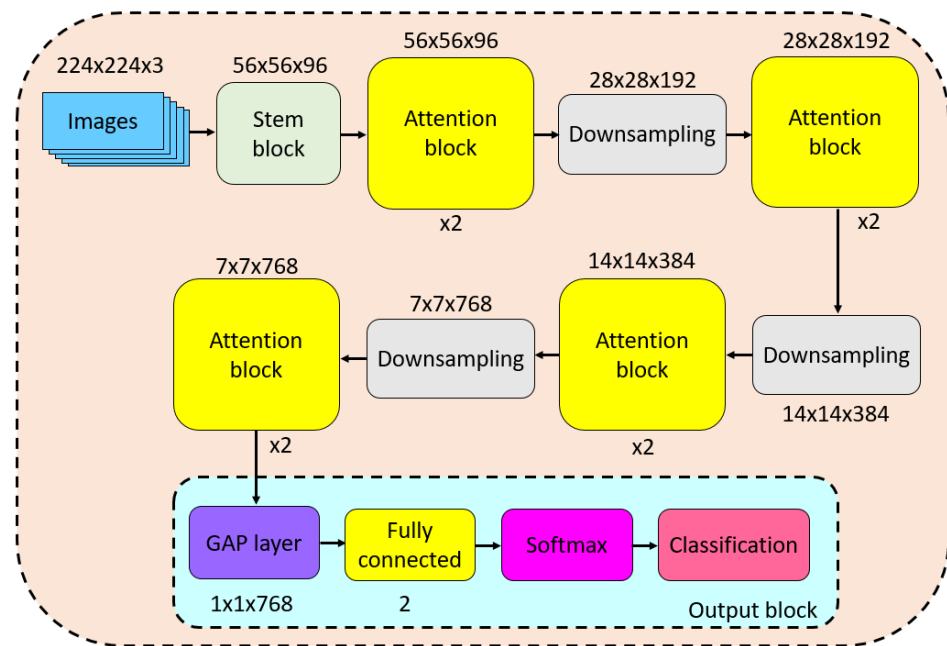 224x224x3
Images
56x56x96
Stem
block
56x56x96
Attention
block
x2
28x28x192
Downsampling
28x28x192
Attention
block
x2
Downsampling
14x14x384
14x14x384
Attention
block
x2
7x7x768
Downsampling
7x7x768
Attention
block
x2
GAP layer
1x1x768
Fully
connected
2
Softmax
Classification
Output block